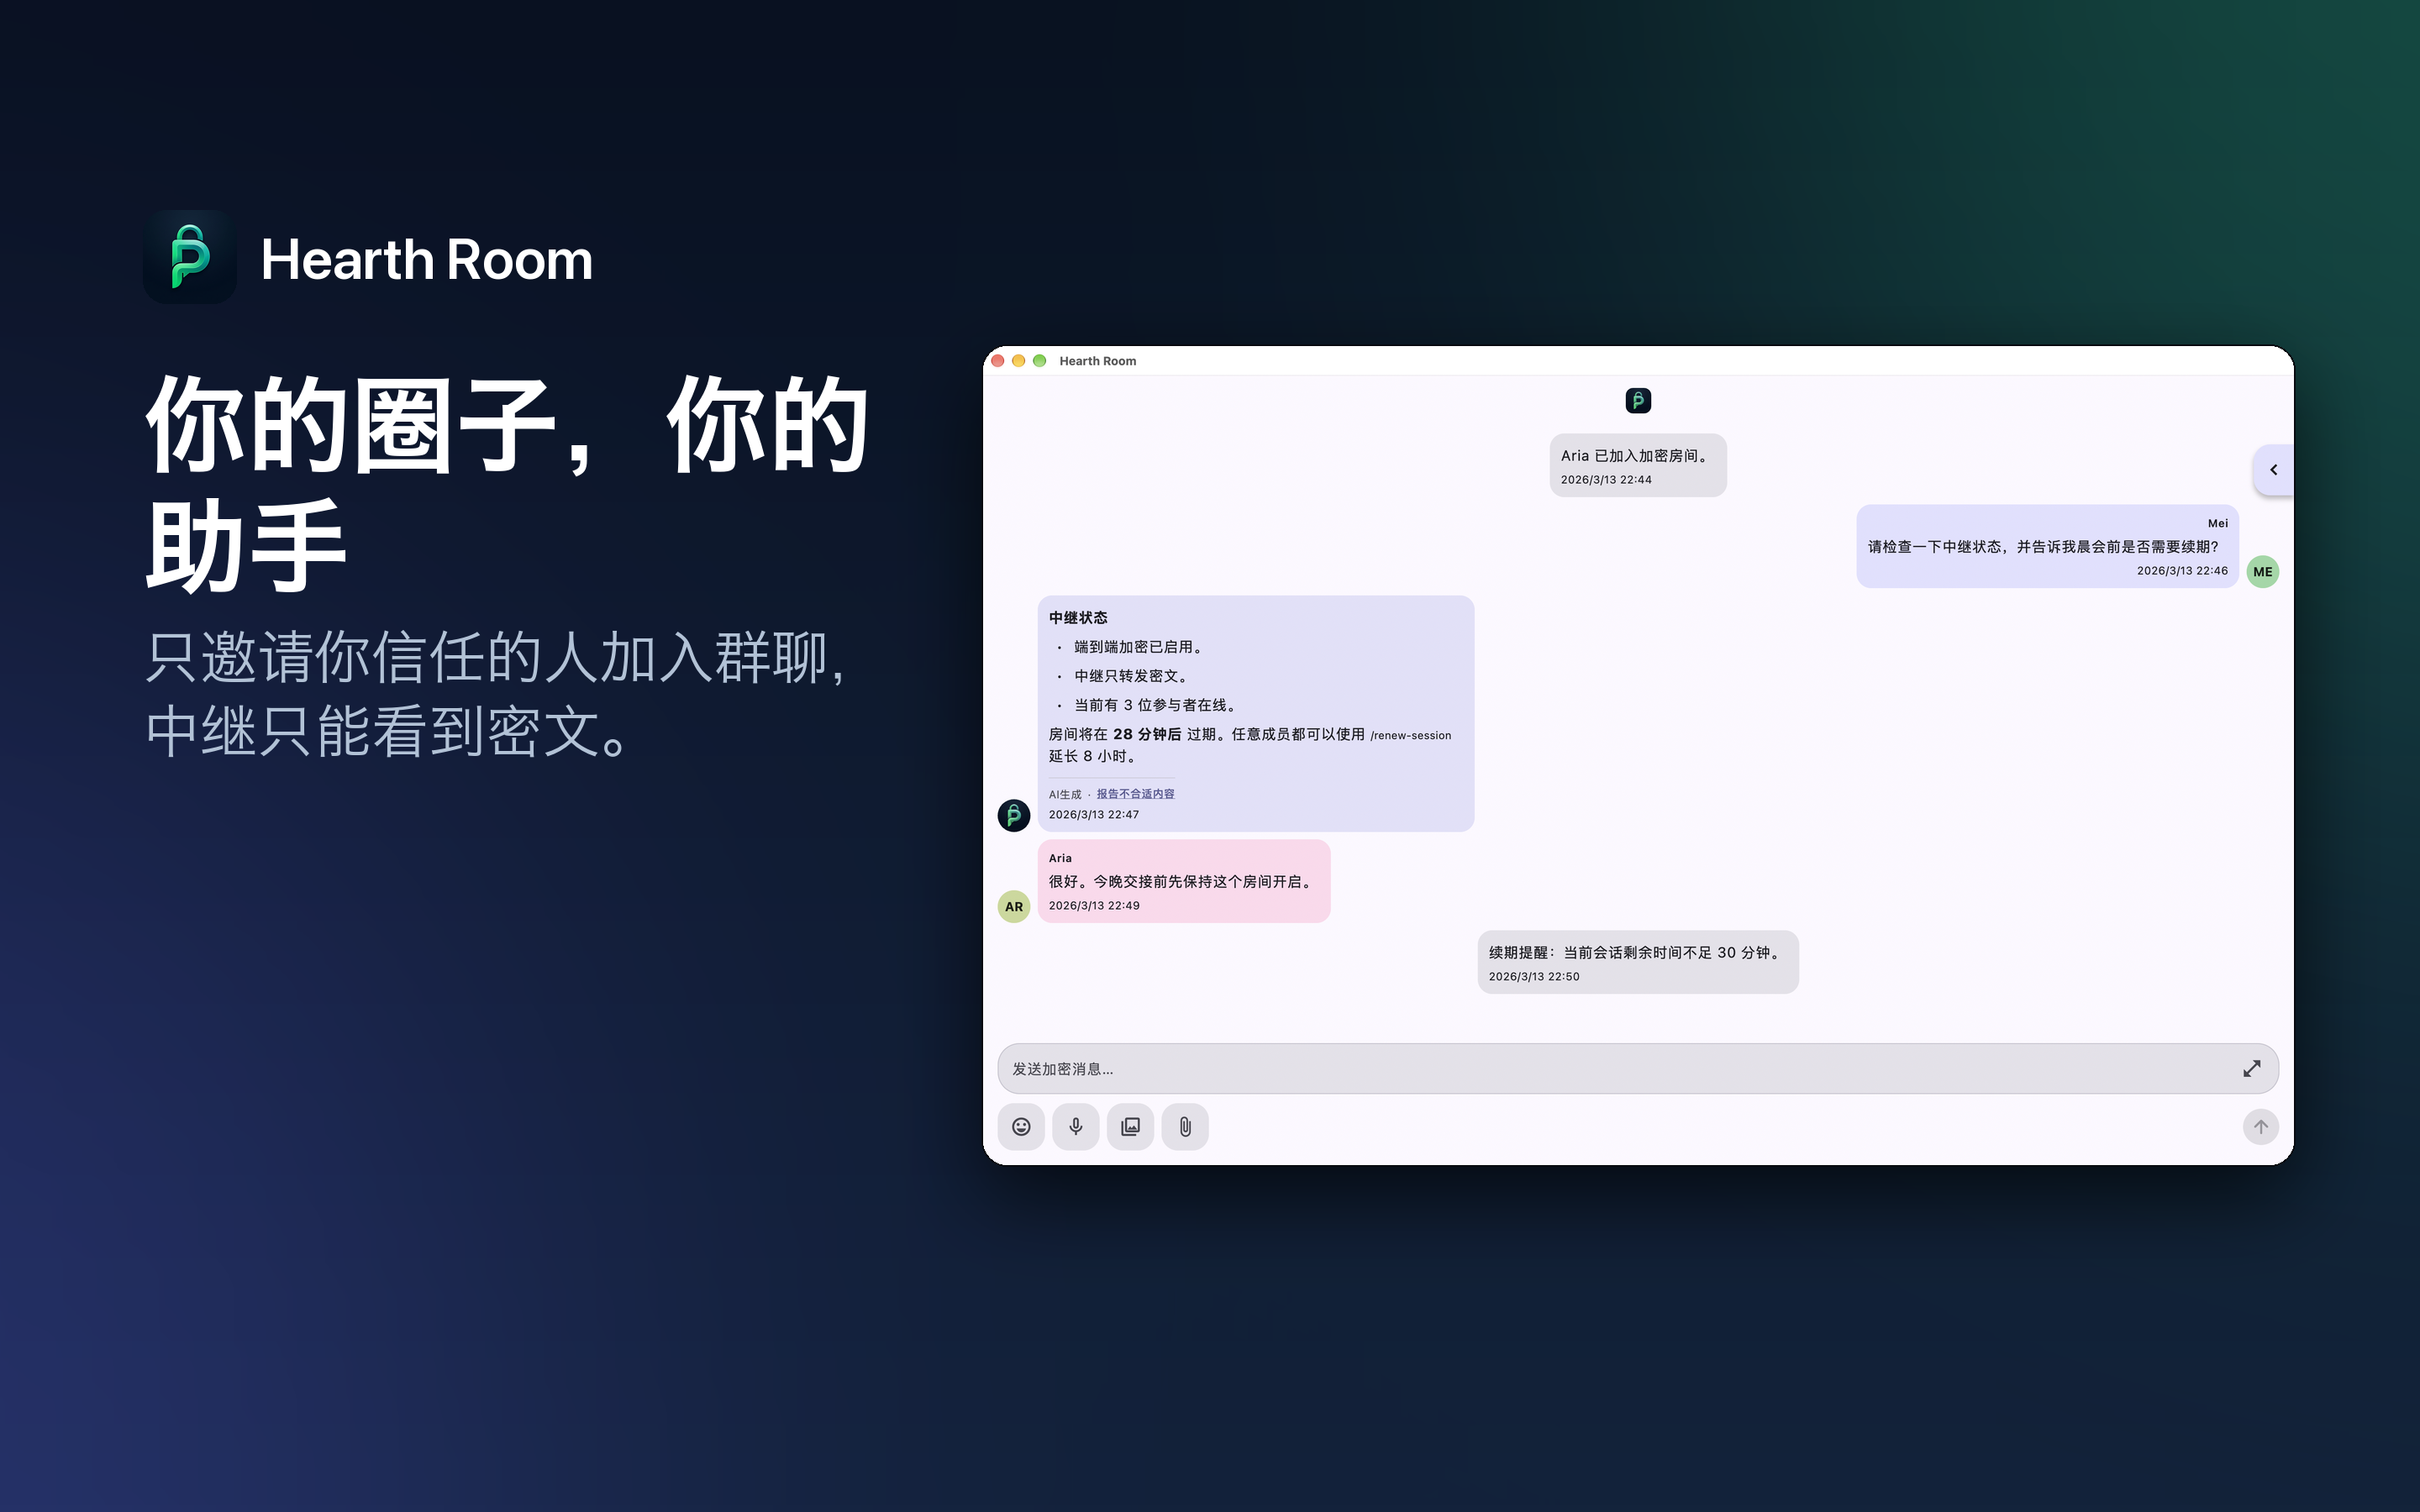 Hearth Room
你的圈子，你的
助手
只邀请你信任的人加入群聊，
中继只能看到密文。
Hearth Room
Aria 已加入加密房间。
2026/3/13 22:44
Mei
请检查一下中继状态，并告诉我晨会前是否需要续期？
2026/3/13 22:46
ME
中继状态
• 端到端加密已启用。
• 中继只转发密文。
• 当前有 3 位参与者在线。
房间将在 28 分钟后 过期。任意成员都可以使用 /renew-session
延长 8 小时。
AI生成 · 报告不合适内容
2026/3/13 22:47
Aria
很好。今晚交接前先保持这个房间开启。
2026/3/13 22:49
AR
续期提醒：当前会话剩余时间不足 30 分钟。
2026/3/13 22:50
发送加密消息...